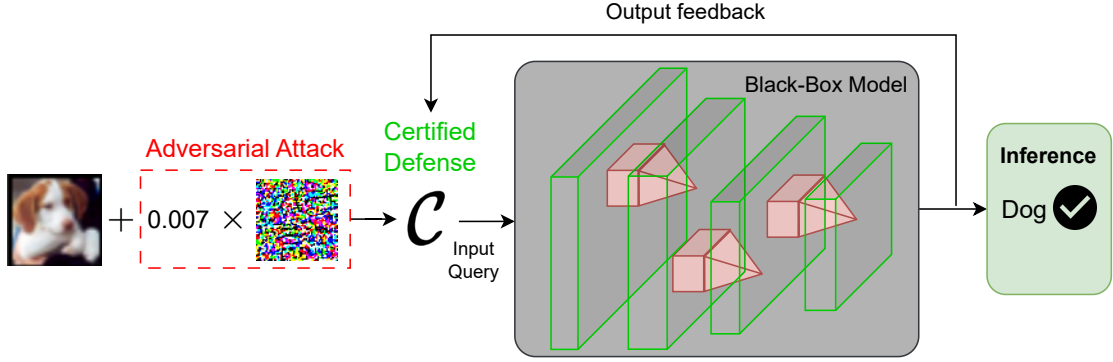 Output feedback
Black-Box Model
Certified
Defense
Adversarial Attack
+ 0.007 ×
C
Input
Query
Inference
Dog